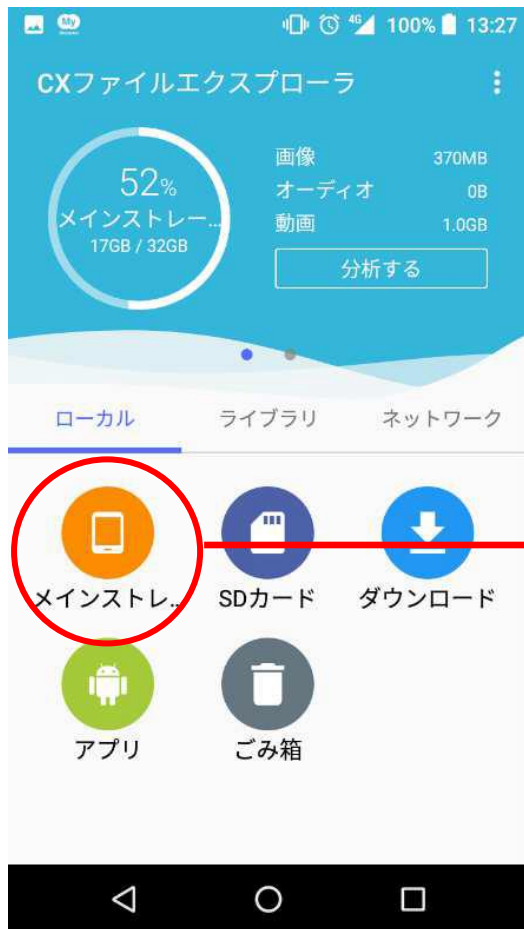 My
4G 100% 13:27
CXファイルエクスプローラ
52%
メインストレー...
17GB / 32GB
画像 370MB
オーディオ 0B
動画 1.0GB
分析する
ローカル ライブラリ ネットワーク
メインストレ.. SDカード ダウンロード
アプリ ごみ箱